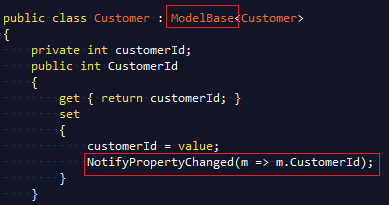 public class Customer : ModelBase<Customer>
{
    private int customerId;
    public int CustomerId
    {
        get { return customerId; }
        set
        {
            customerId = value;
            NotifyPropertyChanged(m => m.CustomerId);
        }
    }